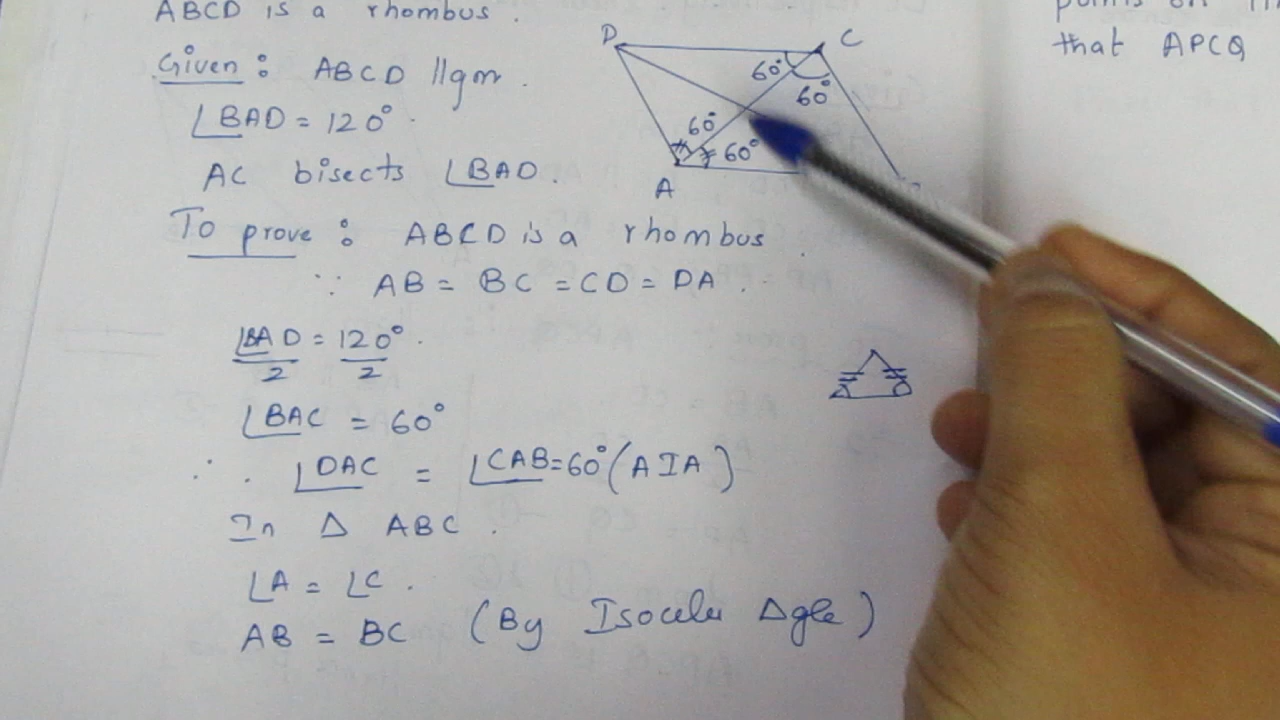 ABCD is a rhombus.
Given : ABCD ||gm.
∠BAD = 120°.
AC bisects ∠BAD.
To prove : ABCD is a rhombus.
∵ AB = BC = CD = DA.
∠BAD/2 = 120°/2.
∠BAC = 60°
∴ ∠DAC = ∠CAB=60° (AIA)
In Δ ABC.
∠A = ∠C.
AB = BC (By Isoceles Δgle)
D C
60°
60°
60°
60°
A
that APCQ